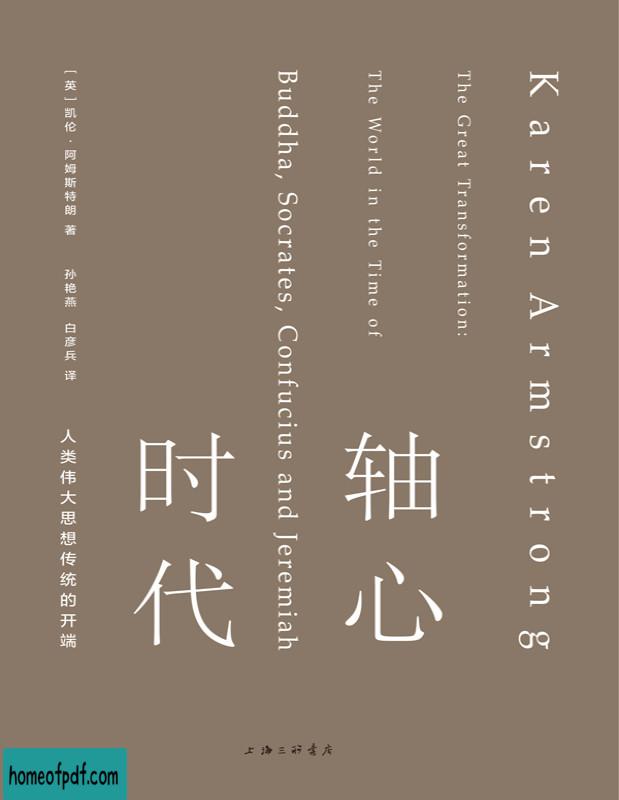 Karen Armstrong
The Great Transformation:
The World in the Time of
Buddha, Socrates, Confucius and Jeremiah
轴心
时代
[英]凯伦·阿姆斯特朗 著
孙艳燕 白彦兵 译
人类伟大思想传统的开端
上海三联书店
homeofpdf.com